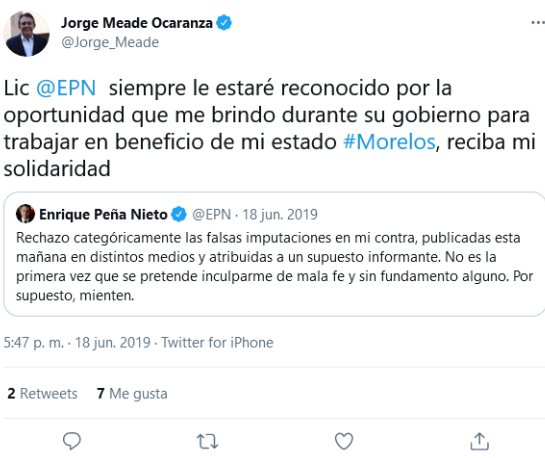 Jorge Meade Ocaranza
@Jorge_Meade
Lic @EPN siempre le estaré reconocido por la
oportunidad que me brindo durante su gobierno para
trabajar en beneficio de mi estado #Morelos, reciba mi
solidaridad
Enrique Peña Nieto @EPN · 18 jun. 2019
Rechazo categóricamente las falsas imputaciones en mi contra, publicadas esta
mañana en distintos medios y atribuidas a un supuesto informante. No es la
primera vez que se pretende inculparme de mala fe y sin fundamento alguno. Por
supuesto, mienten.
5:47 p. m. · 18 jun. 2019 · Twitter for iPhone
2 Retweets 7 Me gusta